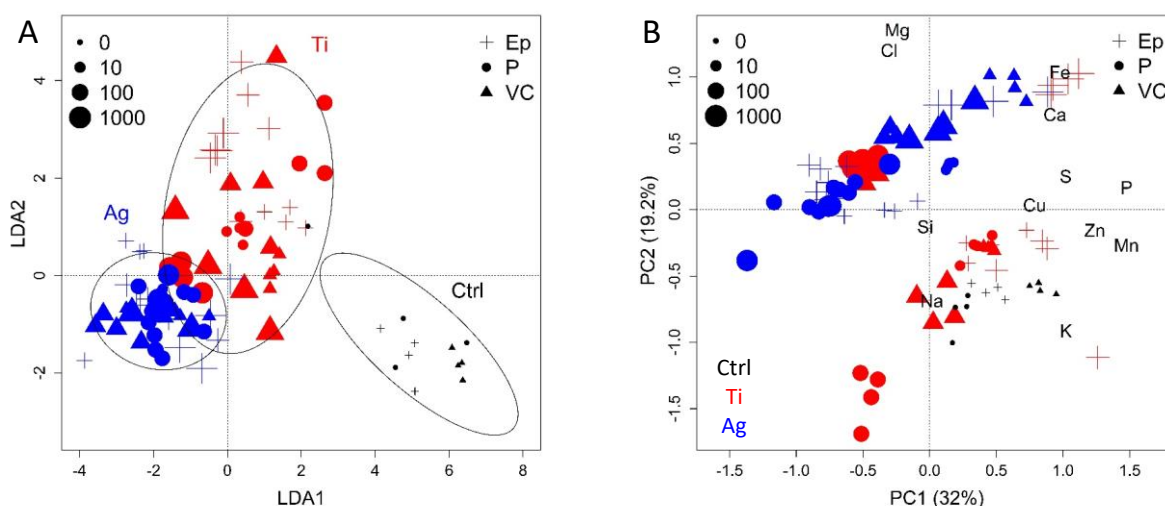 A
0
10
100
1000
Ti
Ep
P
VC
Ag
Ctrl
4
2
0
-2
LDA2
-4 -2 0 2 4 6 8
LDA1
B
0
10
100
1000
Mg
Cl
Ep
P
VC
Fe
Ca
S
P
Cu
Zn
Mn
Si
Na
K
Ctrl
Ti
Ag
1.0
0.5
0.0
-0.5
-1.0
-1.5
PC2 (19.2%)
-1.5 -1.0 -0.5 0.0 0.5 1.0 1.5
PC1 (32%)